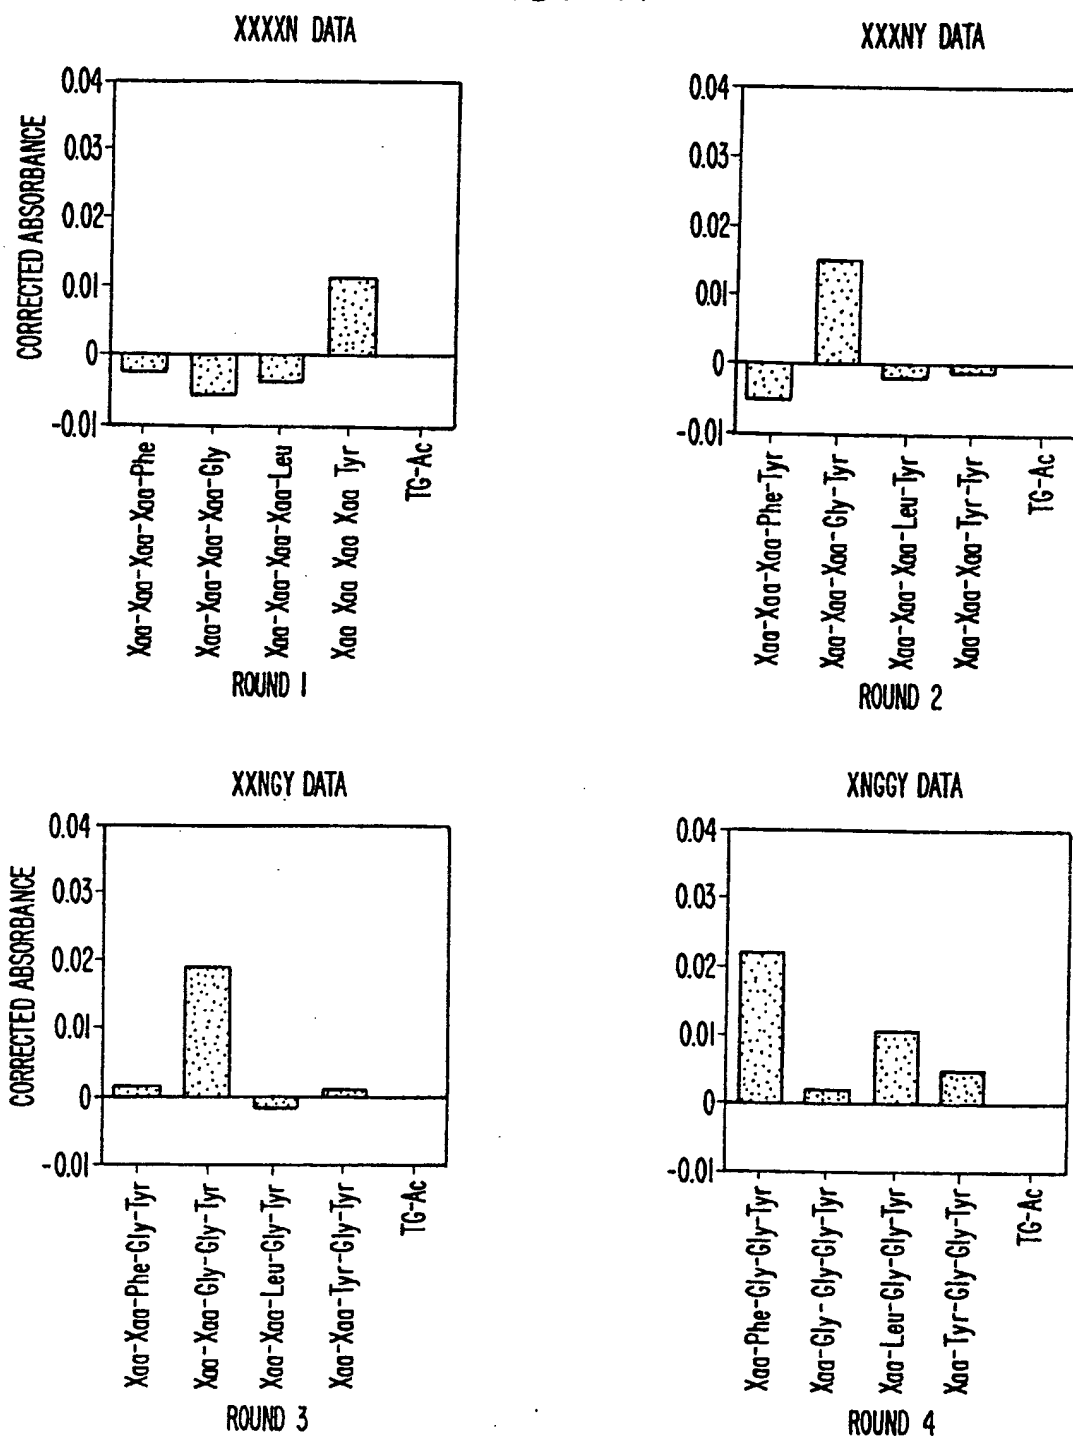 XXXXN DATA
CORRECTED ABSORBANCE
0.04
0.03
0.02
0.01
0
-0.01
Xaa-Xaa-Xaa-Phe
Xaa-Xaa-Xaa-Gly
Xaa-Xaa-Xaa-Leu
Xaa Xaa Xaa Tyr
TG-Ac
ROUND 1
XXXNY DATA
0.04
0.03
0.02
0.01
0
-0.01
Xaa-Xaa-Xaa-Phe-Tyr
Xaa-Xaa-Xaa-Gly-Tyr
Xaa-Xaa-Xaa-Leu-Tyr
Xaa-Xaa-Xaa-Tyr-Tyr
TG-Ac
ROUND 2
XXNGY DATA
CORRECTED ABSORBANCE
0.04
0.03
0.02
0.01
0
-0.01
Xaa-Xaa-Phe-Gly-Tyr
Xaa-Xaa-Gly-Gly-Tyr
Xaa-Xaa-Leu-Gly-Tyr
Xaa-Xaa-Tyr-Gly-Tyr
TG-Ac
ROUND 3
XNGGY DATA
0.04
0.03
0.02
0.01
0
-0.01
Xaa-Phe-Gly-Gly-Tyr
Xaa-Gly-Gly-Gly-Tyr
Xaa-Leu-Gly-Gly-Tyr
Xaa-Tyr-Gly-Gly-Tyr
TG-Ac
ROUND 4